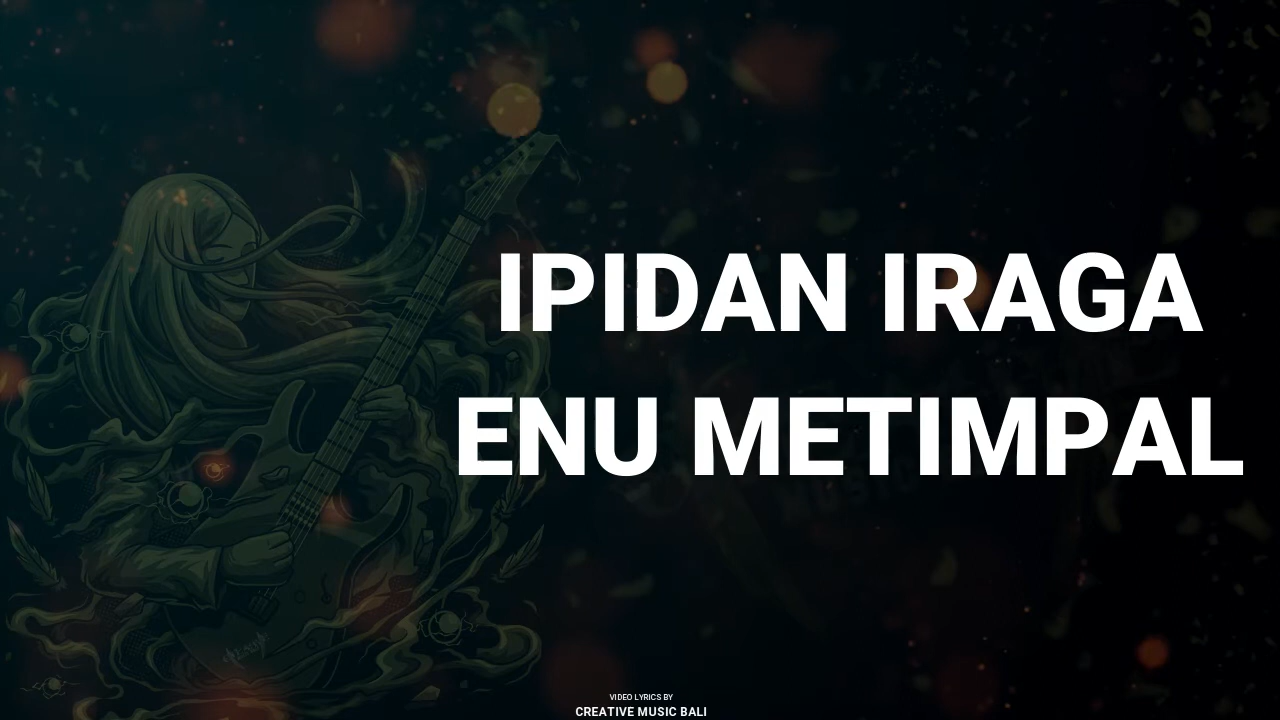 IPIDAN IRAGA
ENU METIMPAL
VIDEO LYRICS BY
CREATIVE MUSIC BALI